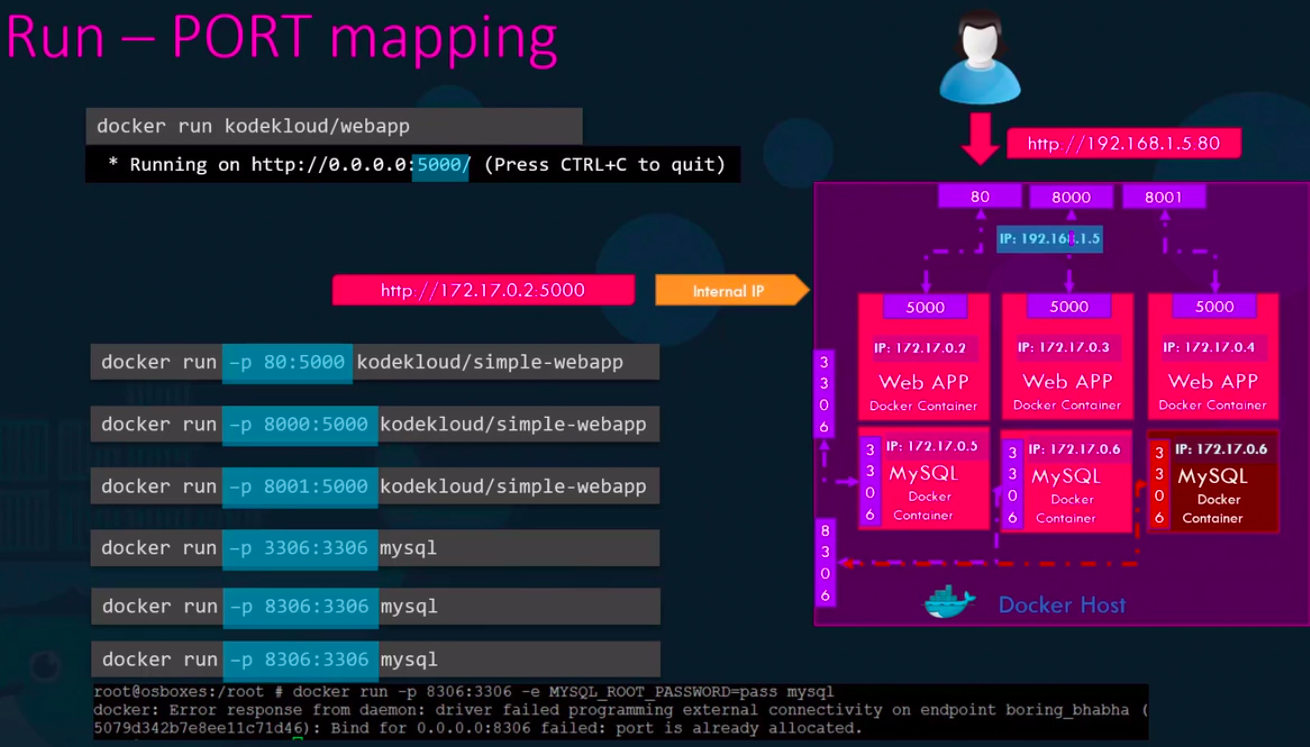 Run – PORT mapping
docker run kodekloud/webapp
* Running on http://0.0.0.0:5000/ (Press CTRL+C to quit)
http://192.168.1.5:80
80
8000
8001
IP: 192.168.1.5
http://172.17.0.2:5000
Internal IP
5000
5000
5000
IP: 172.17.0.2
IP: 172.17.0.3
IP: 172.17.0.4
Web APP
Web APP
Web APP
Docker Container
Docker Container
Docker Container
3306
docker run -p 80:5000 kodekloud/simple-webapp
docker run -p 8000:5000 kodekloud/simple-webapp
docker run -p 8001:5000 kodekloud/simple-webapp
docker run -p 3306:3306 mysql
docker run -p 8306:3306 mysql
docker run -p 8306:3306 mysql
3306
IP: 172.17.0.5
MySQL
Docker
Container
3306
IP: 172.17.0.6
MySQL
Docker
Container
3306
IP: 172.17.0.6
MySQL
Docker
Container
8306
Docker Host
root@osboxes:/root # docker run -p 8306:3306 -e MYSQL_ROOT_PASSWORD=pass mysql
docker: Error response from daemon: driver failed programming external connectivity on endpoint boring_bhabha (
5079d342b7e8ee11c71d46): Bind for 0.0.0.0:8306 failed: port is already allocated.